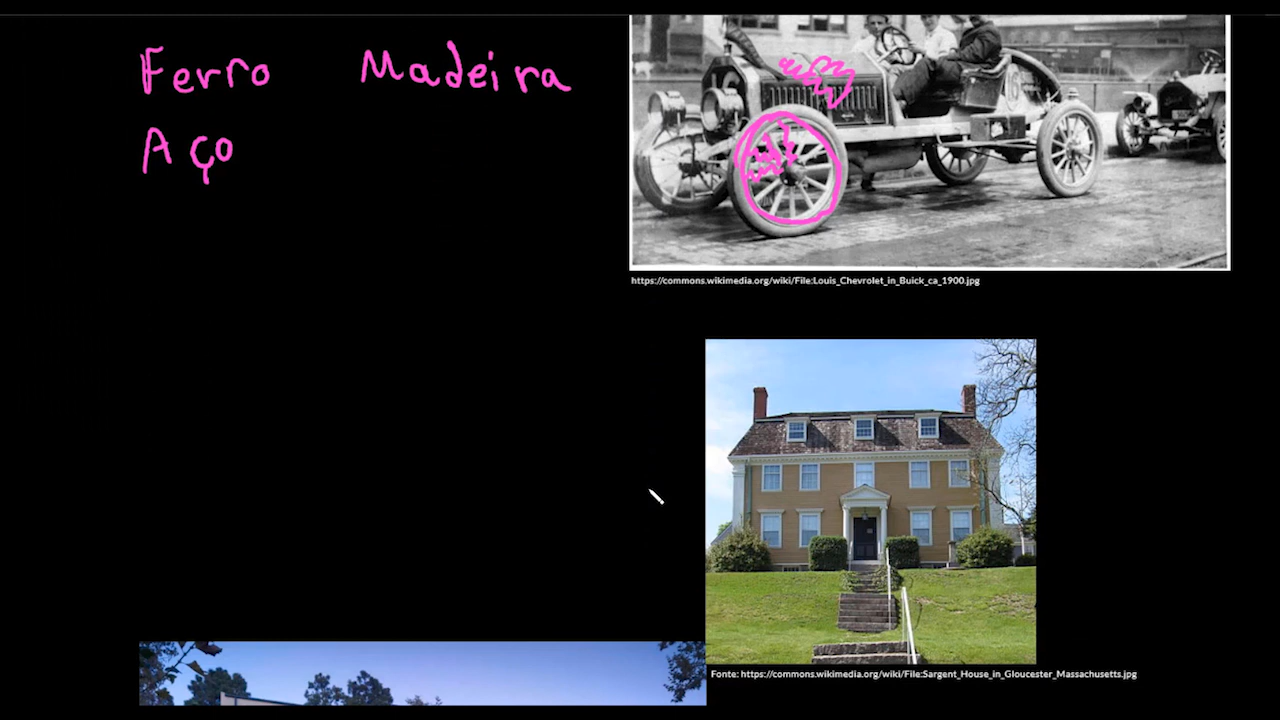 Ferro Madeira
Aço
https://commons.wikimedia.org/wiki/File:Louis_Chevrolet_in_Buick_ca_1900.jpg
Fonte: https://commons.wikimedia.org/wiki/File:Sargent_House_in_Gloucester_Massachusetts.jpg